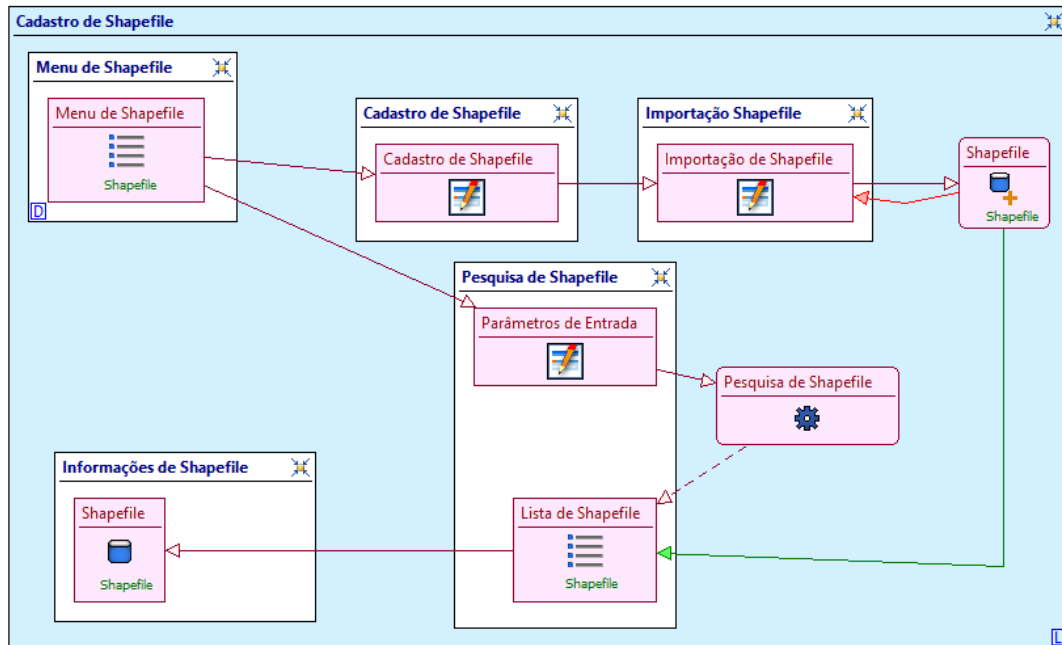 Cadastro de Shapefile
Menu de Shapefile
Menu de Shapefile
Shapefile
D
Cadastro de Shapefile
Cadastro de Shapefile
Importação Shapefile
Importação de Shapefile
Shapefile
Shapefile
Pesquisa de Shapefile
Parâmetros de Entrada
Pesquisa de Shapefile
Informações de Shapefile
Shapefile
Shapefile
Lista de Shapefile
Shapefile
L